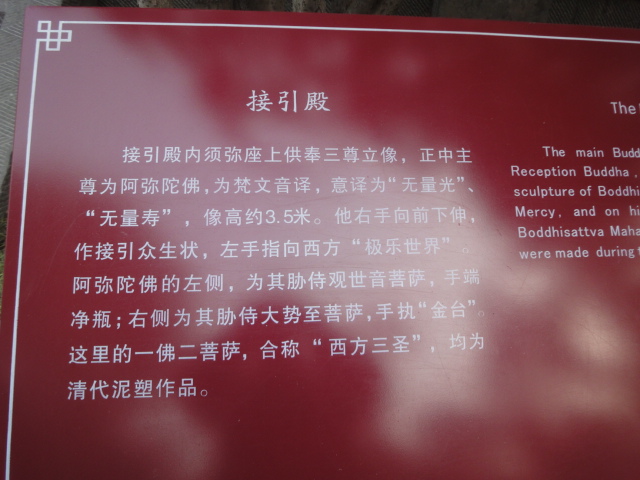 接引殿
接引殿内须弥座上供奉三尊立像，正中主
尊为阿弥陀佛，为梵文音译，意译为“无量光”、
“无量寿”，像高约3.5米。他右手向前下伸，
作接引众生状，左手指向西方“极乐世界”。
阿弥陀佛的左侧，为其胁侍观世音菩萨，手端
净瓶；右侧为其胁侍大势至菩萨，手执“金台”。
这里的一佛二菩萨，合称“西方三圣”，均为
清代泥塑作品。
The
The main Budd
Reception Buddha,
sculpture of Boddhi
Mercy, and on hi
Boddhisattva Maha
were made during t